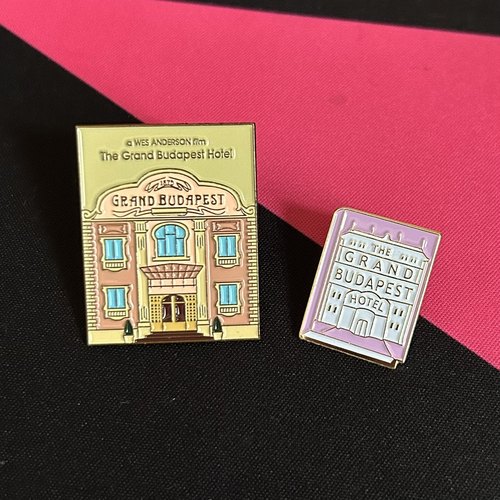 a WES ANDERSON film
The Grand Budapest Hotel
GRAND BUDAPEST
THE
GRAND
BUDAPEST
HOTEL